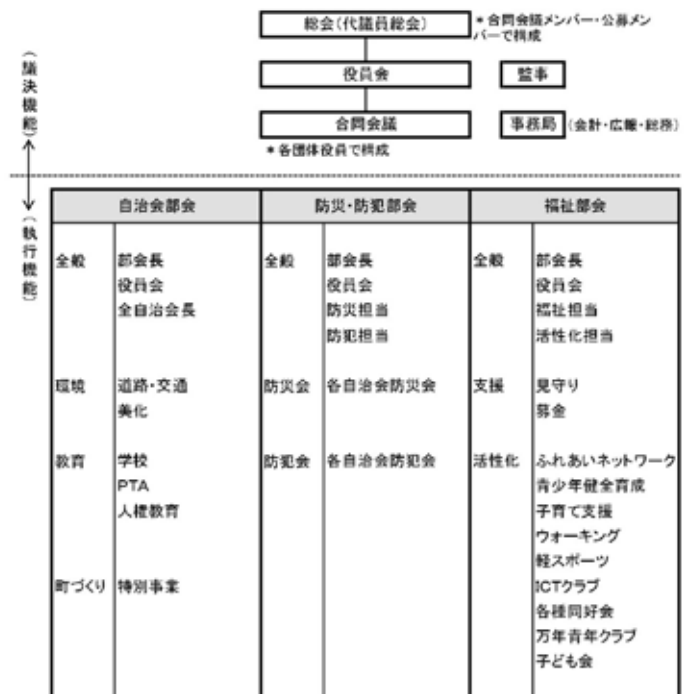 総会(代議員総会)
*合同会議メンバー・公募メン
バーで構成
(議決機能)
役員会
監事
合同会議
事務局
(会計・広報・総務)
*各団体役員で構成
(執行機能)
自治会部会
防災・防犯部会
福祉部会
全般
部会長
役員会
全自治会長
環境
道路・交通
美化
教育
学校
PTA
人権教育
町づくり
特別事業
全般
部会長
役員会
防災担当
防犯担当
防災会
各自治会防災会
防犯会
各自治会防犯会
全般
部会長
役員会
福祉担当
活性化担当
支援
見守り
募金
活性化
ふれあいネットワーク
青少年健全育成
子育て支援
ウォーキング
軽スポーツ
ICTクラブ
各種同好会
万年青年クラブ
子ども会